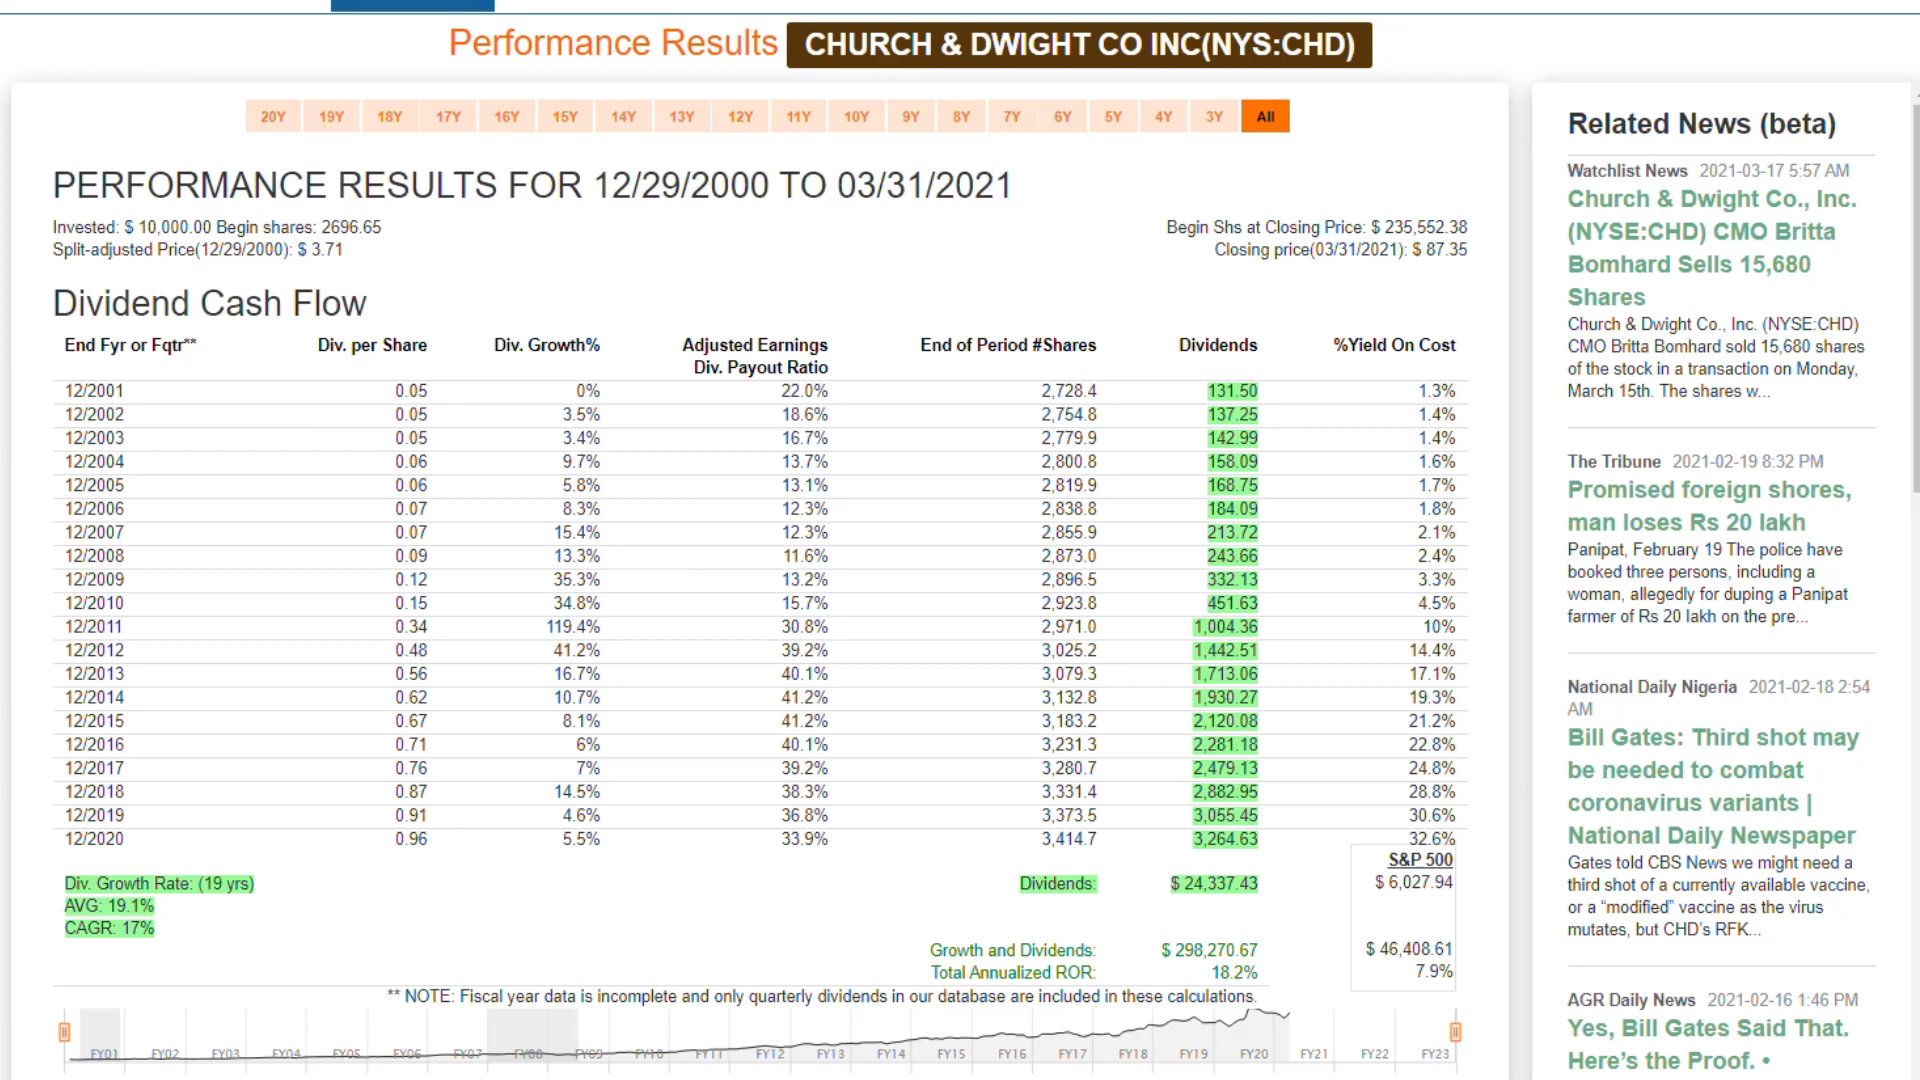 Performance Results CHURCH & DWIGHT CO INC(NYS:CHD)
20Y 19Y 18Y 17Y 16Y 15Y 14Y 13Y 12Y 11Y 10Y 9Y 8Y 7Y 6Y 5Y 4Y 3Y All
PERFORMANCE RESULTS FOR 12/29/2000 TO 03/31/2021
Invested: $ 10,000.00 Begin shares: 2696.65
Split-adjusted Price(12/29/2000): $ 3.71
Begin Shs at Closing Price: $ 235,552.38
Closing price(03/31/2021): $ 87.35
Dividend Cash Flow
End Fyr or Fqtr** Div. per Share Div. Growth% Adjusted Earnings End of Period #Shares Dividends %Yield On Cost
Div. Payout Ratio
12/2001 0.05 0% 22.0% 2,728.4 131.50 1.3%
12/2002 0.05 3.5% 18.6% 2,754.8 137.25 1.4%
12/2003 0.05 3.4% 16.7% 2,779.9 142.99 1.4%
12/2004 0.06 9.7% 13.7% 2,800.8 158.09 1.6%
12/2005 0.06 5.8% 13.1% 2,819.9 168.75 1.7%
12/2006 0.07 8.3% 12.3% 2,838.8 184.09 1.8%
12/2007 0.07 15.4% 12.3% 2,855.9 213.72 2.1%
12/2008 0.09 13.3% 11.6% 2,873.0 243.66 2.4%
12/2009 0.12 35.3% 13.2% 2,896.5 332.13 3.3%
12/2010 0.15 34.8% 15.7% 2,923.8 451.63 4.5%
12/2011 0.34 119.4% 30.8% 2,971.0 1,004.36 10%
12/2012 0.48 41.2% 39.2% 3,025.2 1,442.51 14.4%
12/2013 0.56 16.7% 40.1% 3,079.3 1,713.06 17.1%
12/2014 0.62 10.7% 41.2% 3,132.8 1,930.27 19.3%
12/2015 0.67 8.1% 41.2% 3,183.2 2,120.08 21.2%
12/2016 0.71 6% 40.1% 3,231.3 2,281.18 22.8%
12/2017 0.76 7% 39.2% 3,280.7 2,479.13 24.8%
12/2018 0.87 14.5% 38.3% 3,331.4 2,882.95 28.8%
12/2019 0.91 4.6% 36.8% 3,373.5 3,055.45 30.6%
12/2020 0.96 5.5% 33.9% 3,414.7 3,264.63 32.6%
S&P 500
Div. Growth Rate: (19 yrs) Dividends: $ 24,337.43 $ 6,027.94
AVG: 19.1%
CAGR: 17%
Growth and Dividends: $ 298,270.67 $ 46,408.61
Total Annualized ROR: 18.2% 7.9%
** NOTE: Fiscal year data is incomplete and only quarterly dividends in our database are included in these calculations.
FY01 FY02 FY03 FY04 FY05 FY06 FY07 FY08 FY09 FY10 FY11 FY12 FY13 FY14 FY15 FY16 FY17 FY18 FY19 FY20 FY21 FY22 FY23
Related News (beta)
Watchlist News 2021-03-17 5:57 AM
Church & Dwight Co., Inc.
(NYSE:CHD) CMO Britta
Bomhard Sells 15,680
Shares
Church & Dwight Co., Inc. (NYSE:CHD)
CMO Britta Bomhard sold 15,680 shares
of the stock in a transaction on Monday,
March 15th. The shares w...
The Tribune 2021-02-19 8:32 PM
Promised foreign shores,
man loses Rs 20 lakh
Panipat, February 19 The police have
booked three persons, including a
woman, allegedly for duping a Panipat
farmer of Rs 20 lakh on the pre...
National Daily Nigeria 2021-02-18 2:54
AM
Bill Gates: Third shot may
be needed to combat
coronavirus variants |
National Daily Newspaper
Gates told CBS News we might need a
third shot of a currently available vaccine,
or a “modified” vaccine as the virus
mutates, but CHD’s RFK...
AGR Daily News 2021-02-16 1:46 PM
Yes, Bill Gates Said That.
Here’s the Proof. •